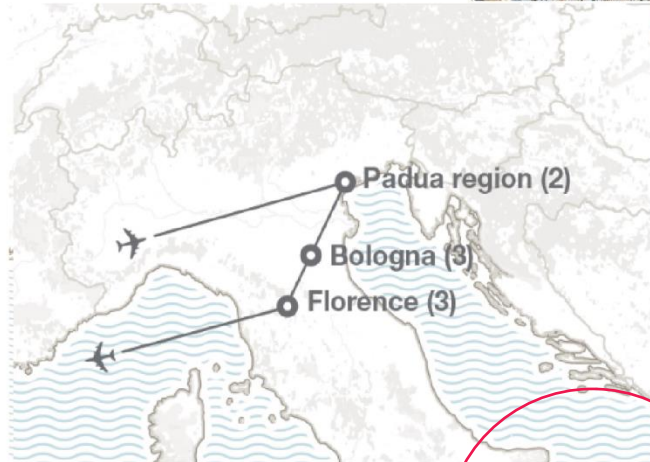 Padua region (2)
Bologna (3)
Florence (3)